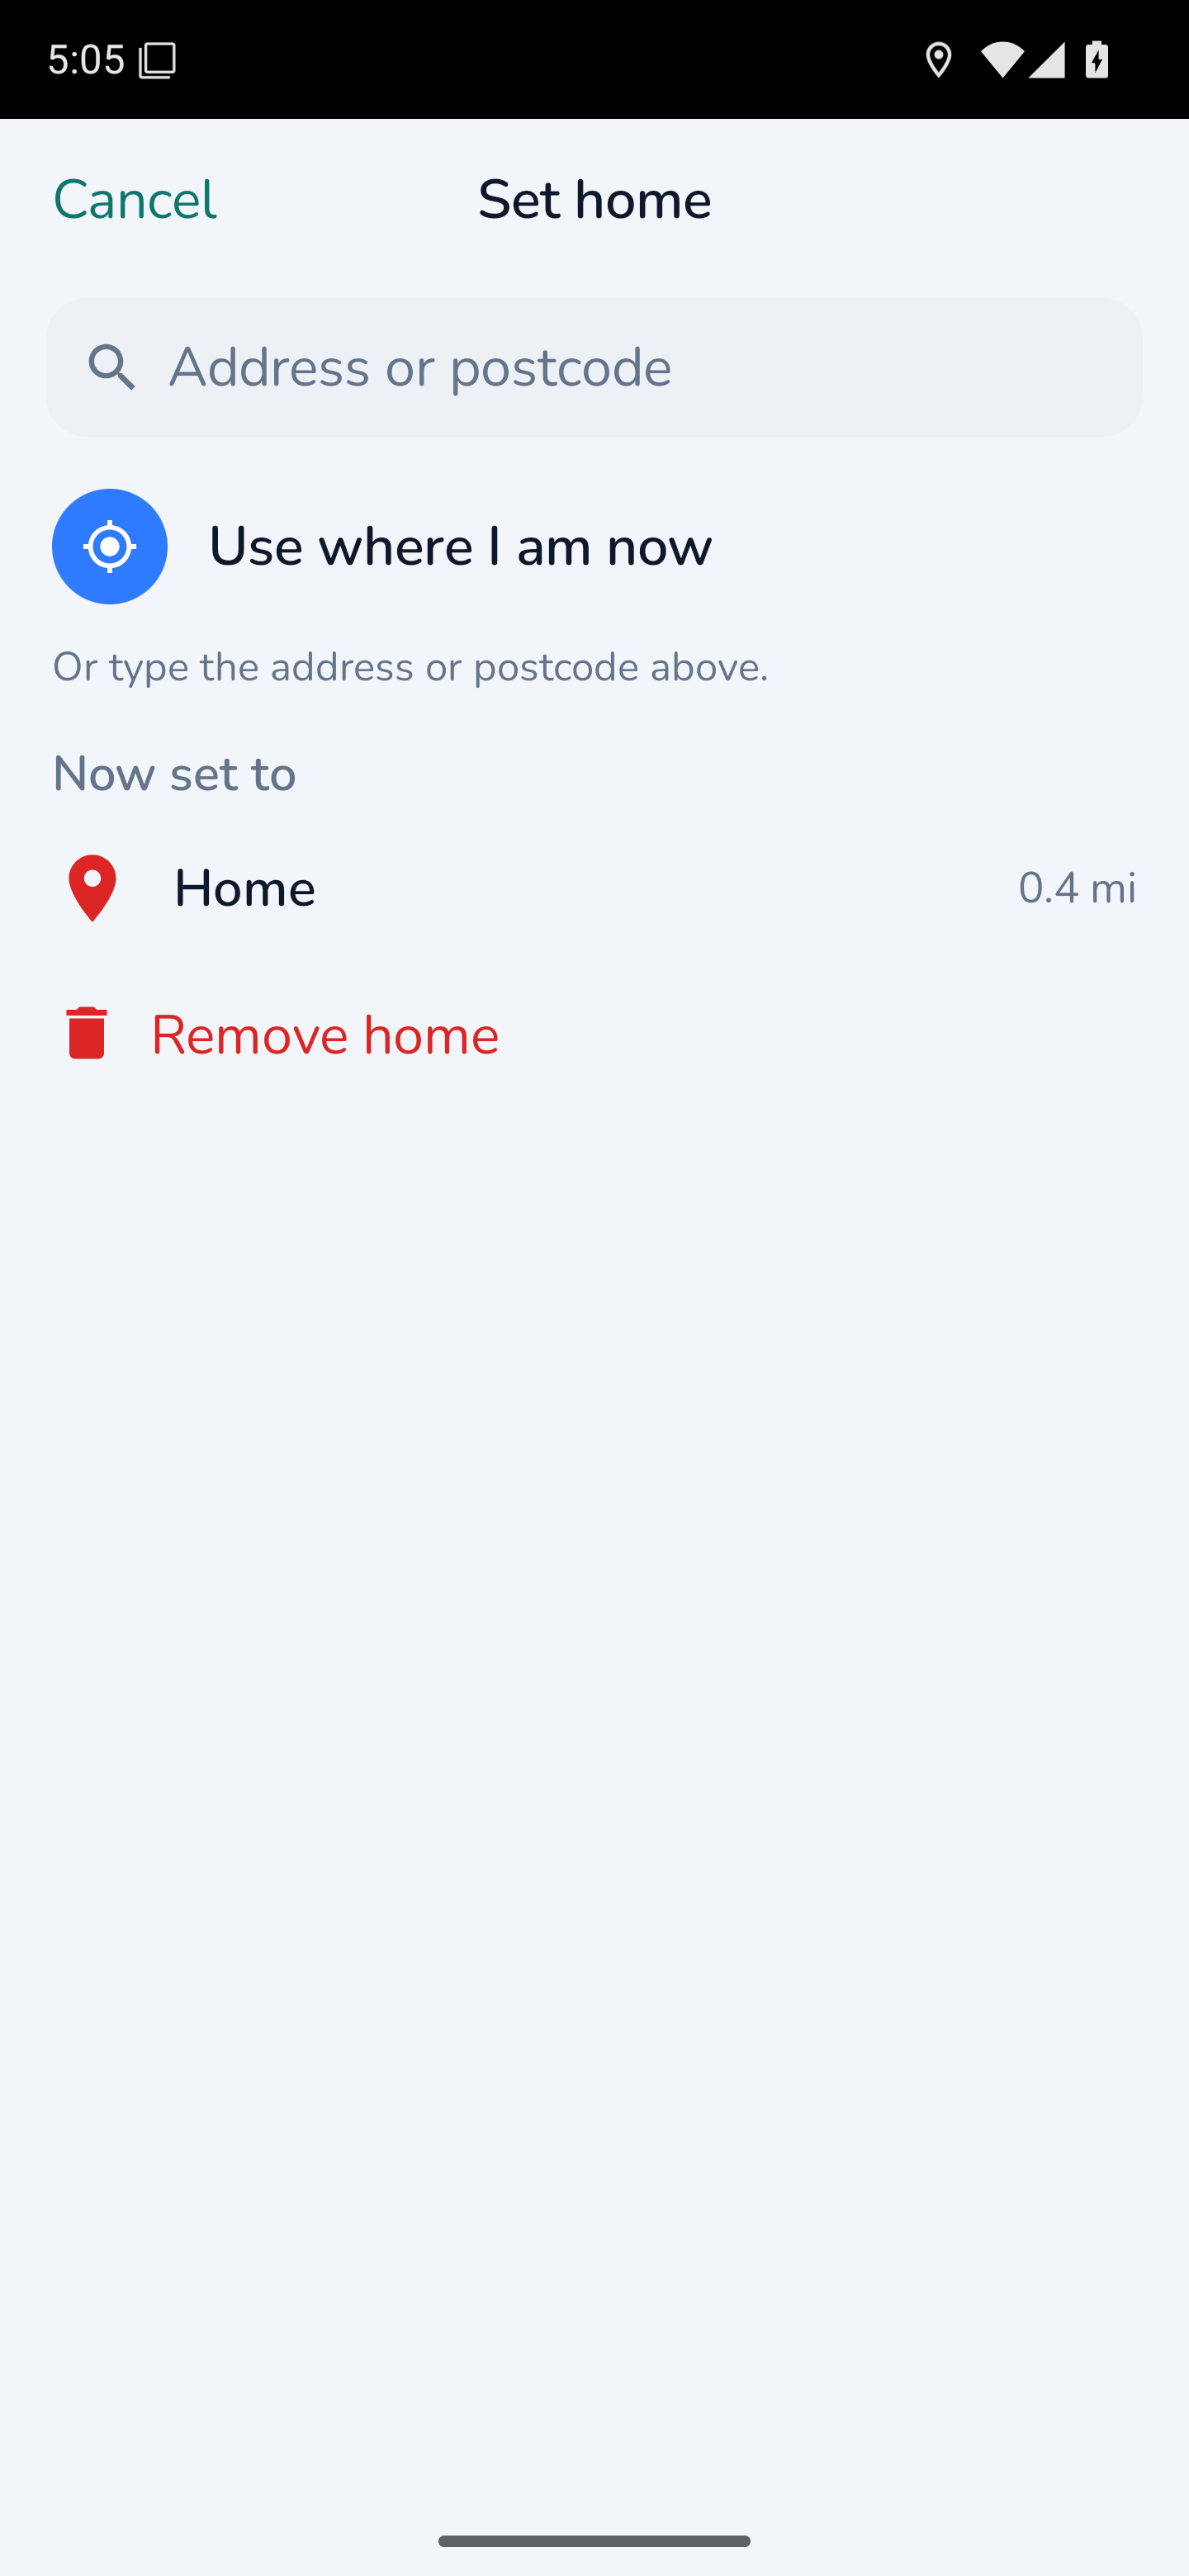 5:05
Cancel
Set home
Address or postcode
Use where I am now
Or type the address or postcode above.
Now set to
Home
0.4 mi
Remove home